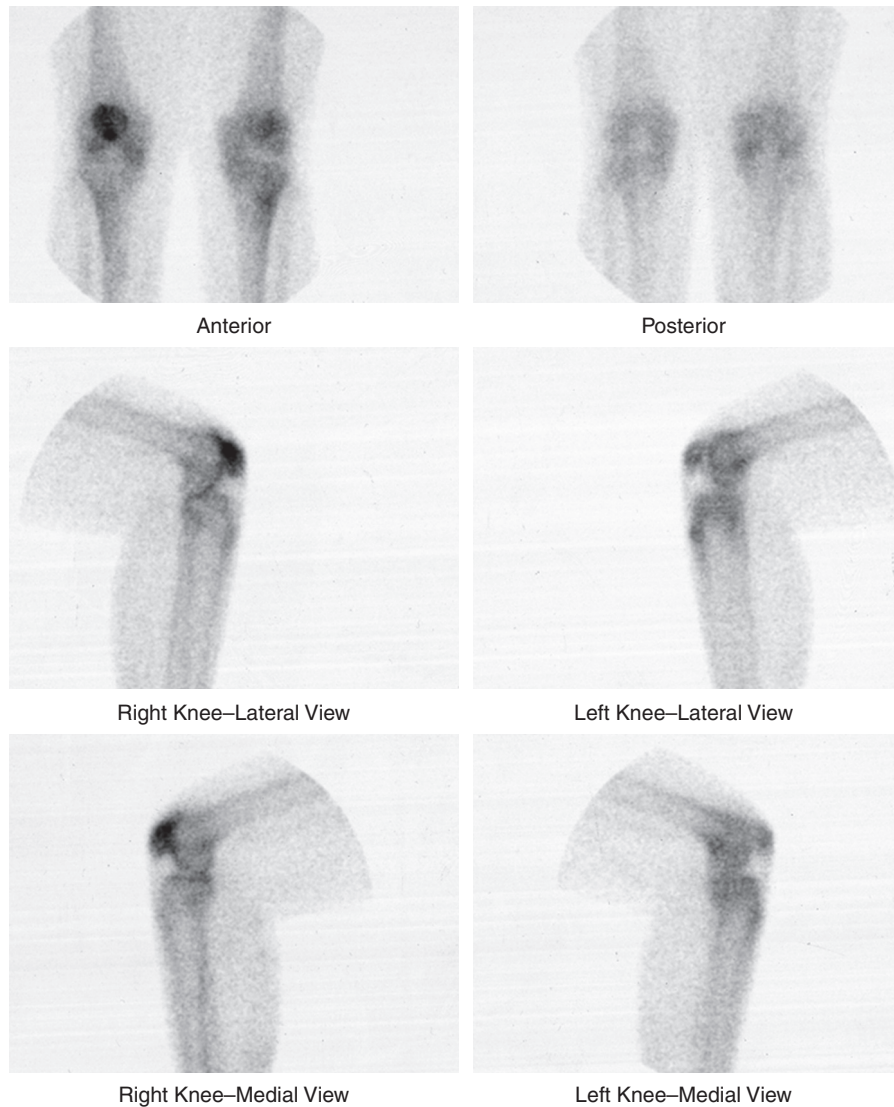 Anterior
Posterior
Right Knee–Lateral View
Left Knee–Lateral View
Right Knee–Medial View
Left Knee–Medial View